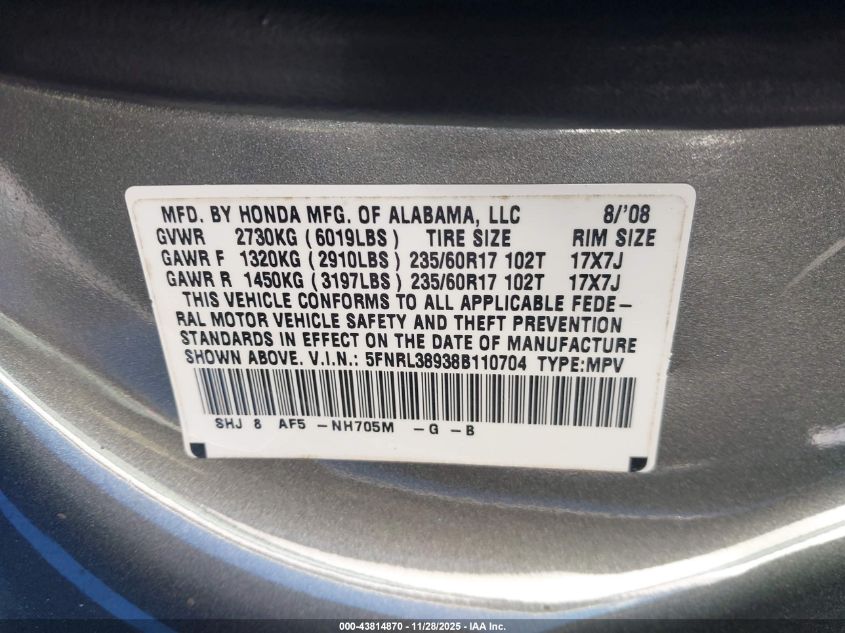 MFD. BY HONDA MFG. OF ALABAMA, LLC 8/'08
GVWR 2730KG (6019LBS) TIRE SIZE RIM SIZE
GAWR F 1320KG (2910LBS) 235/60R17 102T 17X7J
GAWR R 1450KG (3197LBS) 235/60R17 102T 17X7J
THIS VEHICLE CONFORMS TO ALL APPLICABLE FEDE-
RAL MOTOR VEHICLE SAFETY AND THEFT PREVENTION
STANDARDS IN EFFECT ON THE DATE OF MANUFACTURE
SHOWN ABOVE. V.I.N.: 5FNRL38938B110704 TYPE:MPV
SHJ 8 AF5 -NH705M -G -B
000-43814870 | 11/28/2025 - IAA Inc.